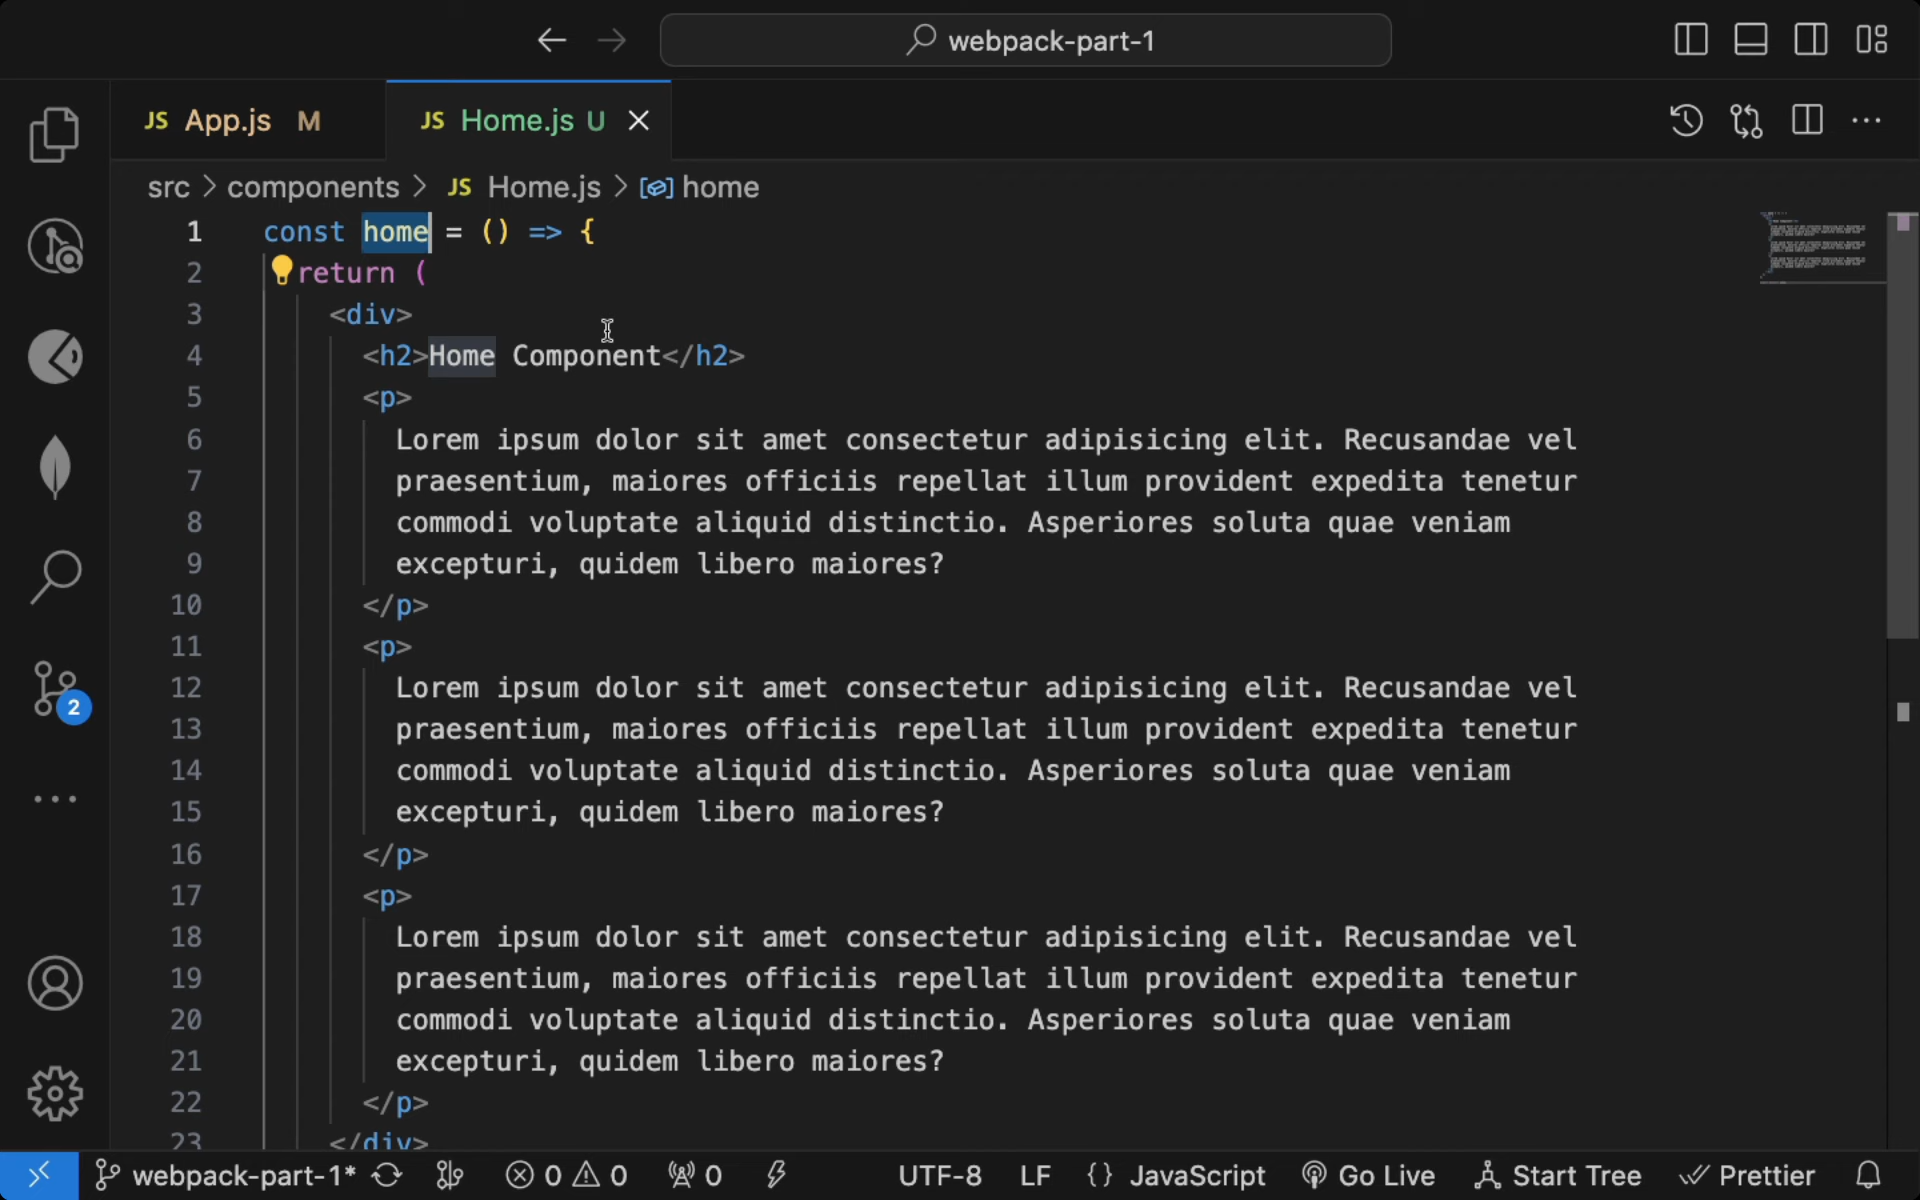 webpack-part-1
JS App.js M
JS Home.js U
src > components > JS Home.js > home
1 const home = () => {
2 return (
3 <div>
4 <h2>Home Component</h2>
5 <p>
6 Lorem ipsum dolor sit amet consectetur adipisicing elit. Recusandae vel
7 praesentium, maiores officiis repellat illum provident expedita tenetur
8 commodi voluptate aliquid distinctio. Asperiores soluta quae veniam
9 excepturi, quidem libero maiores?
10 </p>
11 <p>
12 Lorem ipsum dolor sit amet consectetur adipisicing elit. Recusandae vel
13 praesentium, maiores officiis repellat illum provident expedita tenetur
14 commodi voluptate aliquid distinctio. Asperiores soluta quae veniam
15 excepturi, quidem libero maiores?
16 </p>
17 <p>
18 Lorem ipsum dolor sit amet consectetur adipisicing elit. Recusandae vel
19 praesentium, maiores officiis repellat illum provident expedita tenetur
20 commodi voluptate aliquid distinctio. Asperiores soluta quae veniam
21 excepturi, quidem libero maiores?
22 </p>
23 </div>
2
webpack-part-1* 0 0 0 UTF-8 LF {} JavaScript Go Live Start Tree Prettier